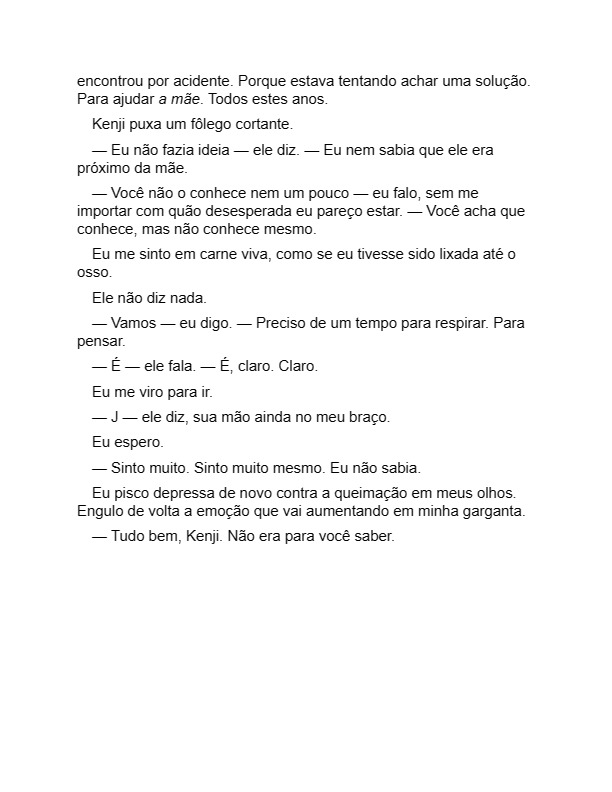 encontrou por acidente. Porque estava tentando achar uma solução.
Para ajudar a mãe. Todos estes anos.
Kenji puxa um fôlego cortante.
— Eu não fazia ideia — ele diz. — Eu nem sabia que ele era
próximo da mãe.
— Você não o conhece nem um pouco — eu falo, sem me
importar com quão desesperada eu pareço estar. — Você acha que
conhece, mas não conhece mesmo.
Eu me sinto em carne viva, como se eu tivesse sido lixada até o
osso.
Ele não diz nada.
— Vamos — eu digo. — Preciso de um tempo para respirar. Para
pensar.
— É — ele fala. — É, claro. Claro.
Eu me viro para ir.
— J — ele diz, sua mão ainda no meu braço.
Eu espero.
— Sinto muito. Sinto muito mesmo. Eu não sabia.
Eu pisco depressa de novo contra a queimação em meus olhos.
Engulo de volta a emoção que vai aumentando em minha garganta.
— Tudo bem, Kenji. Não era para você saber.